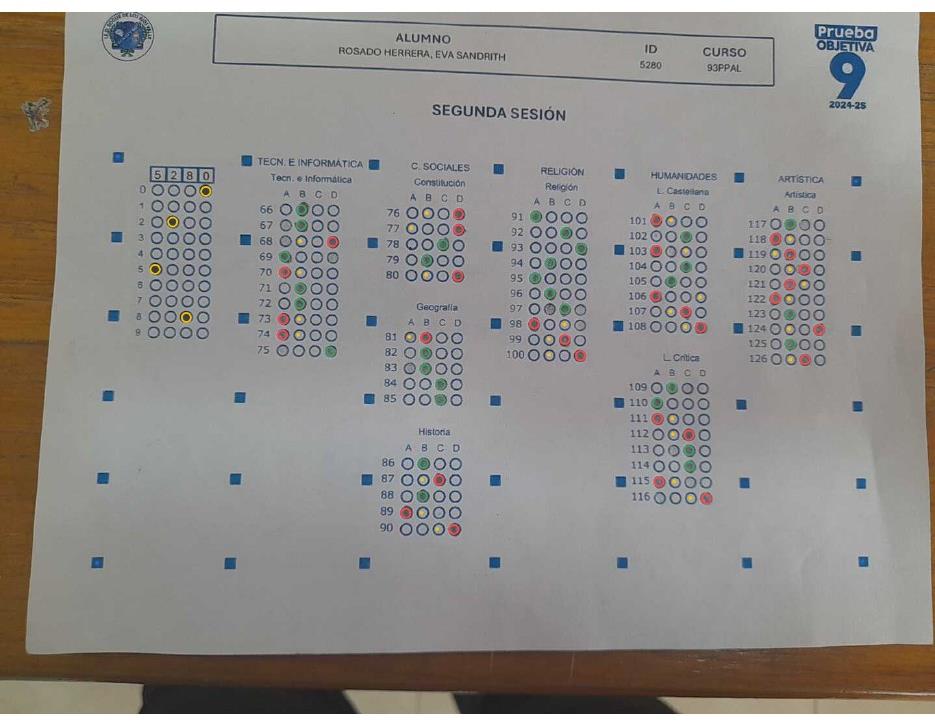 ALUMNO
ROSADO HERRERA, EVA SANDRITH
ID
5280
CURSO
93PPAL
Prueba
OBJETIVA
9
2024-25
SEGUNDA SESIÓN
5 2 8 0
0
1
2
3
4
5
6
7
8
9
TECN. E INFORMÁTICA
Tecn. e Informática
A B C D
66
67
68
69
70
71
72
73
74
75
C. SOCIALES
Constitución
A B C D
76
77
78
79
80
Geografía
A B C D
81
82
83
84
85
Historia
A B C D
86
87
88
89
90
RELIGIÓN
Religión
A B C D
91
92
93
94
95
96
97
98
99
100
HUMANIDADES
L. Castellana
A B C D
101
102
103
104
105
106
107
108
L. Crítica
A B C D
109
110
111
112
113
114
115
116
ARTÍSTICA
Artística
A B C D
117
118
119
120
121
122
123
124
125
126